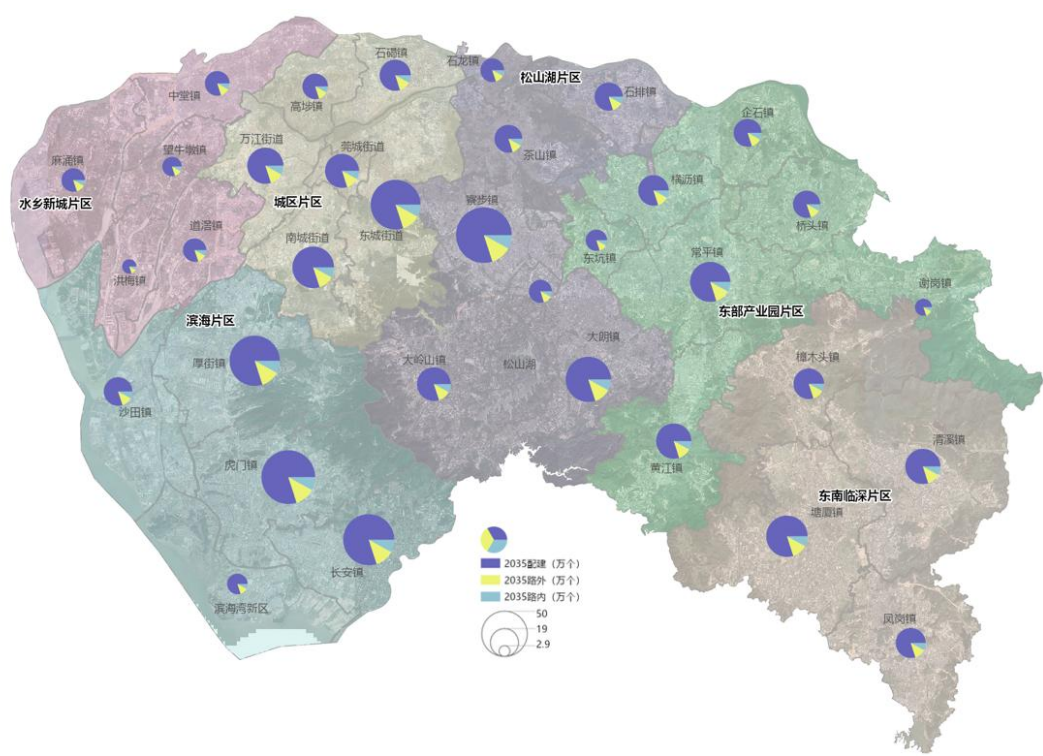 石碣镇
石龙镇
松山湖片区
中堂镇
高埗镇
石排镇
企石镇
万江街道
莞城街道
茶山镇
望牛墩镇
麻涌镇
横沥镇
水乡新城片区
城区片区
寮步镇
桥头镇
道滘镇
东城街道
南城街道
东坑镇
常平镇
洪梅镇
谢岗镇
滨海片区
东部产业园片区
厚街镇
大岭山镇
松山湖
大朗镇
樟木头镇
沙田镇
清溪镇
虎门镇
黄江镇
东南临深片区
塘厦镇
长安镇
2035配建（万个）
2035路外（万个）
2035路内（万个）
滨海湾新区
50
19
2.9
凤岗镇